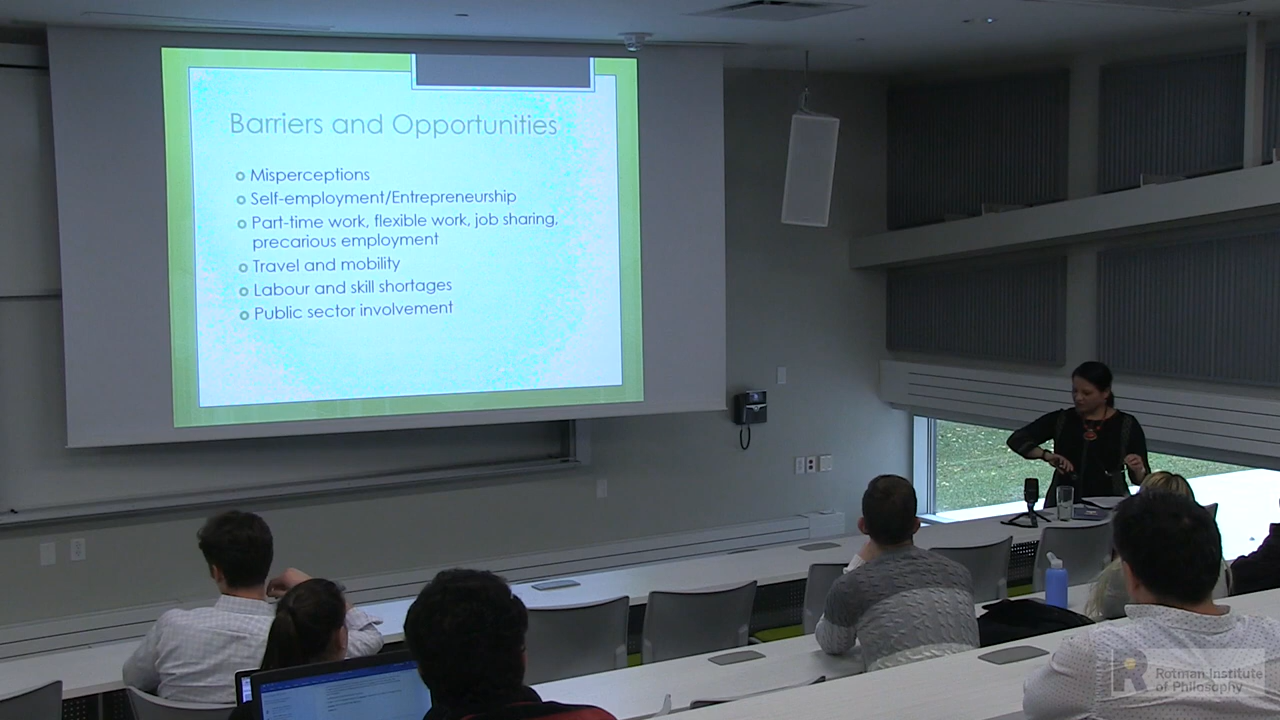 Barriers and Opportunities
Misperceptions
Self-employment/Entrepreneurship
Part-time work, flexible work, job sharing,
precarious employment
Travel and mobility
Labour and skill shortages
Public sector involvement
Rotman Institute
of Philosophy